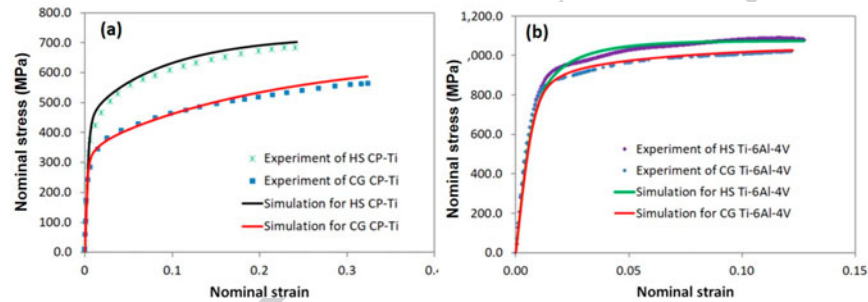 (a)
Nominal stress (MPa)
800.0
700.0
600.0
500.0
400.0
300.0
200.0
100.0
0.0
0
0.1
0.2
0.3
Experiment of HS CP-Ti
Experiment of CG CP-Ti
Simulation for HS CP-Ti
Simulation for CG CP-Ti
Nominal strain
(b)
Nominal stress (MPa)
,200.0
,000.0
800.0
600.0
400.0
200.0
0.0
0.00
0.05
0.10
0.15
Experiment of HS Ti-6Al-4V
Experiment of CG Ti-6Al-4V
Simulation for HS Ti-6Al-4V
Simulation for CG Ti-6Al-4V
Nominal strain